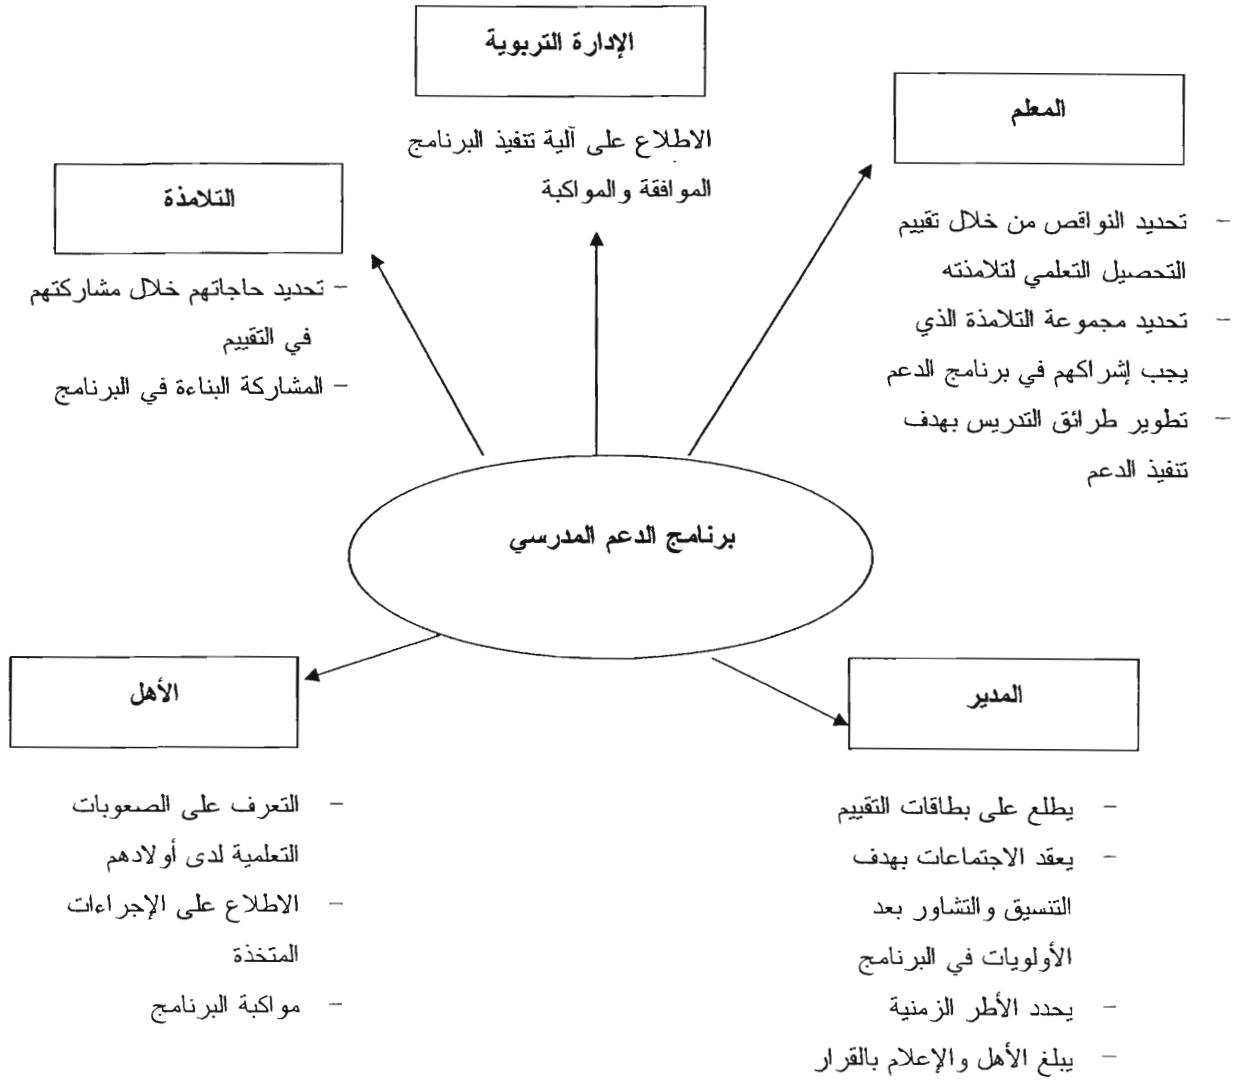 الإدارة التربوية
الاطلاع على آلية تنفيذ البرنامج
الموافقة والمواكبة
المعلم
- تحديد النواقص من خلال تقييم
التحصيل التعلمي لتلامذته
- تحديد مجموعة التلامذة الذي
يجب إشراكهم في برنامج الدعم
- تطوير طرائق التدريس بهدف
تنفيذ الدعم
التلامذة
- تحديد حاجاتهم خلال مشاركتهم
في التقييم
- المشاركة البناءة في البرنامج
برنامج الدعم المدرسي
المدير
- يطلع على بطاقات التقييم
- يعقد الاجتماعات بهدف
التنسيق والتشاور بعد
الأولويات في البرنامج
- يحدد الأطر الزمنية
- يبلغ الأهل والإعلام بالقرار
الأهل
- التعرف على الصعوبات
التعلمية لدى أولادهم
- الاطلاع على الإجراءات
المتخذة
- مواكبة البرنامج